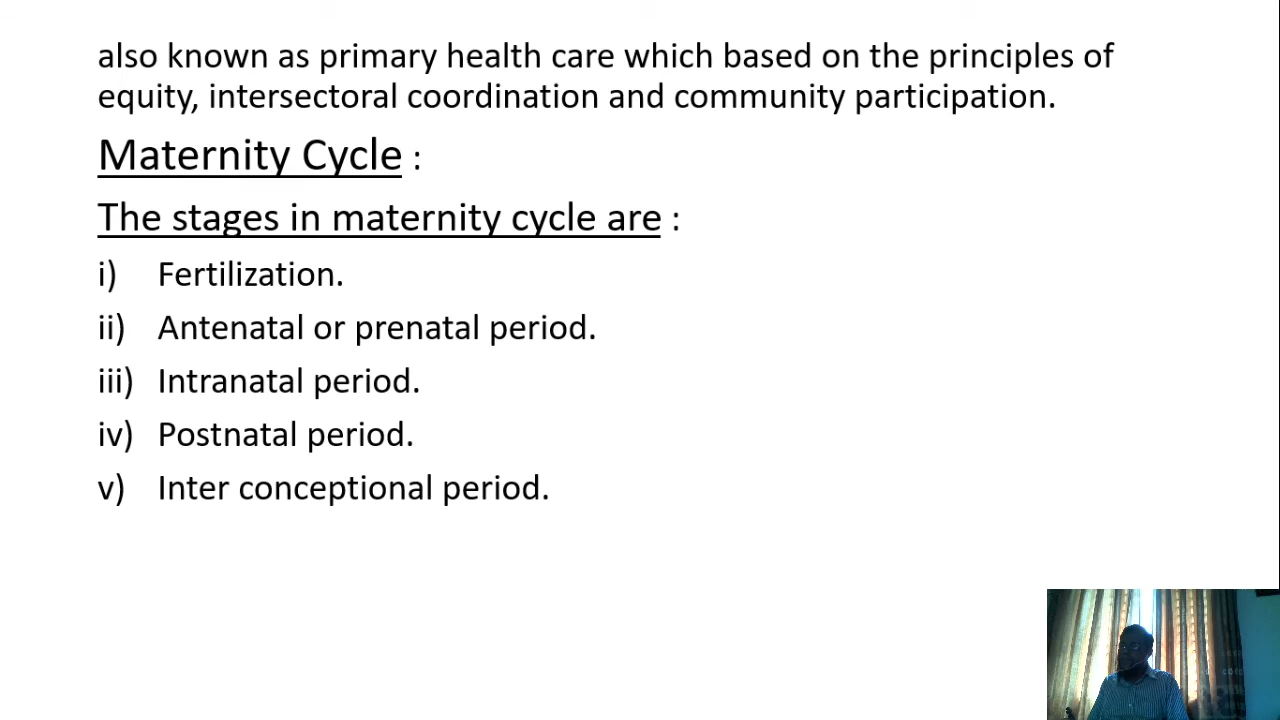 also known as primary health care which based on the principles of
equity, intersectoral coordination and community participation.
Maternity Cycle :
The stages in maternity cycle are :
i) Fertilization.
ii) Antenatal or prenatal period.
iii) Intranatal period.
iv) Postnatal period.
v) Inter conceptional period.